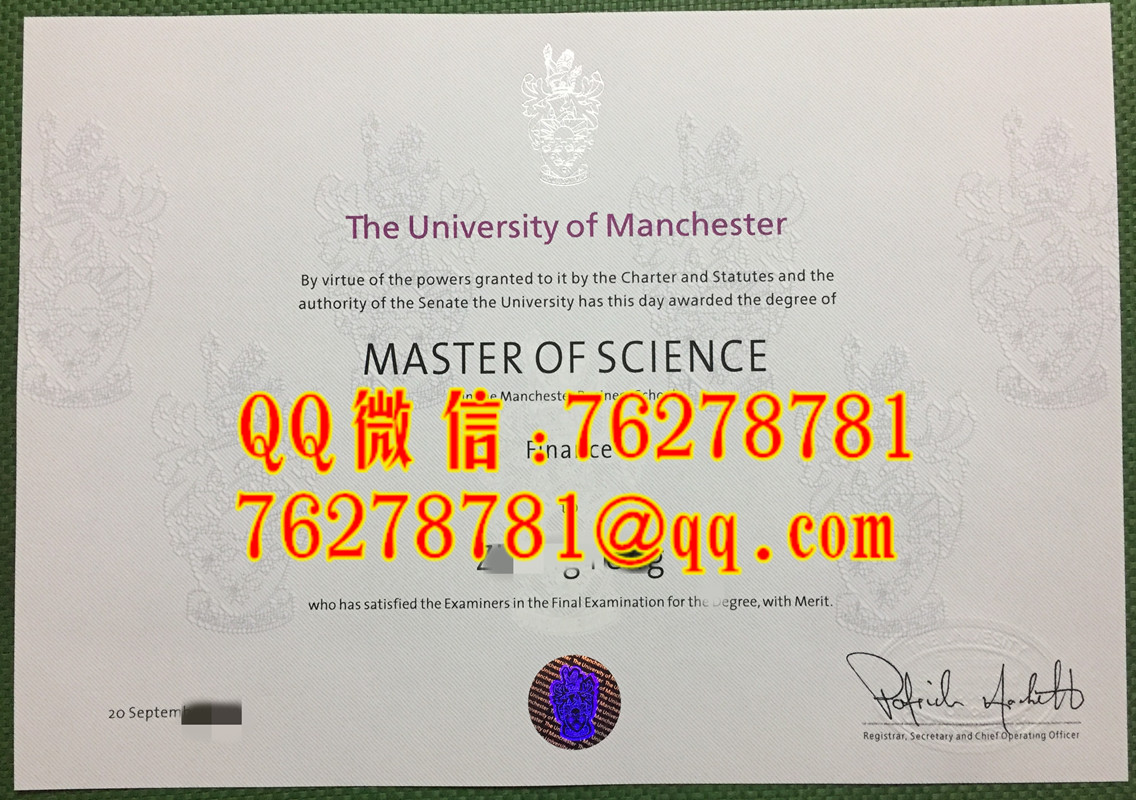 The University of Manchester
By virtue of the powers granted to it by the Charter and Statutes and the
authority of the Senate the University has this day awarded the degree of
MASTER OF SCIENCE
QQ微信:76278781
76278781@qq.com
who has satisfied the Examiners in the Final Examination for the Degree, with Merit.
20
Registrar, Secretary and Chief Operating Officer